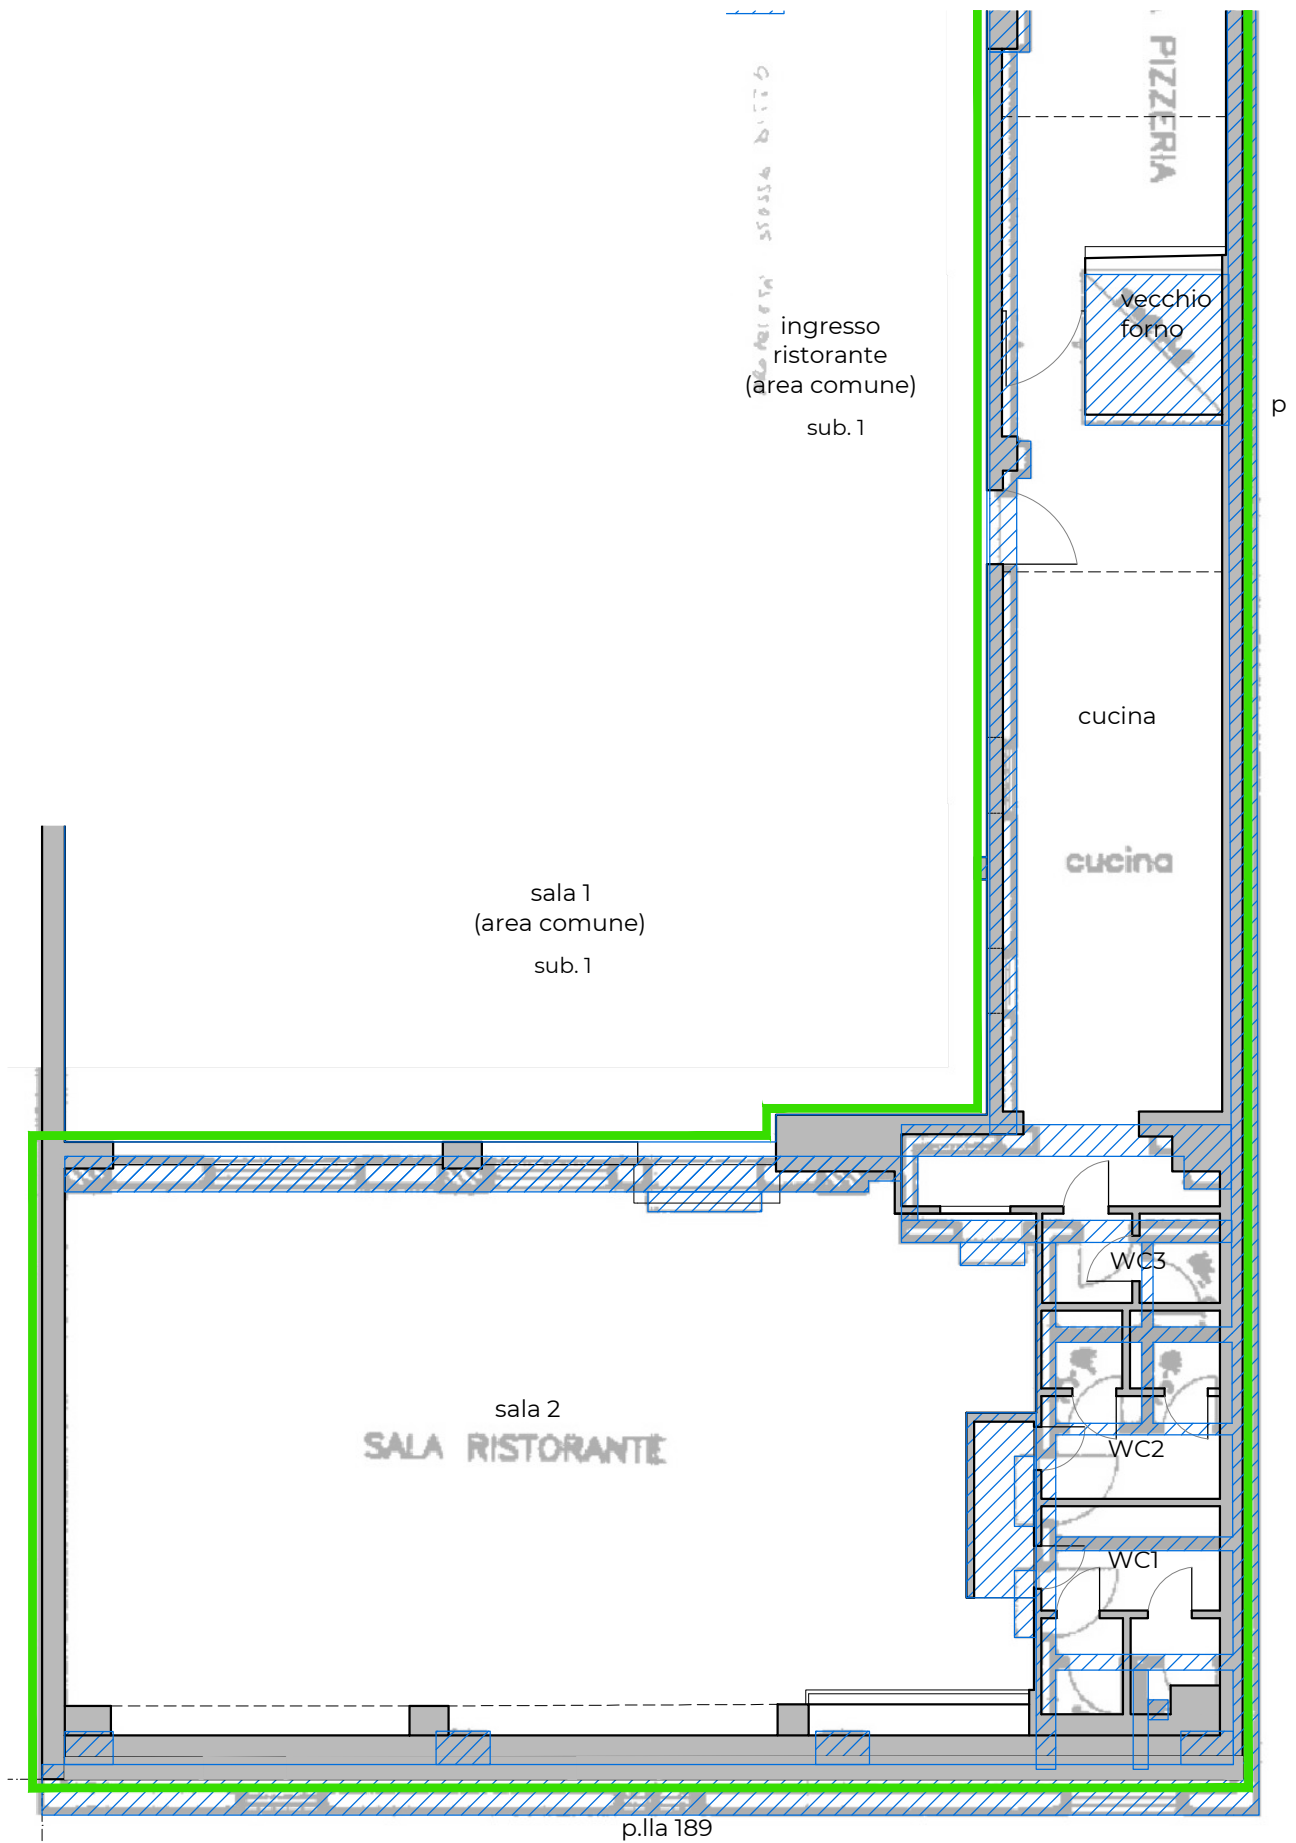 PIZZERIA
vecchio
forno
ingresso
ristorante
(area comune)
sub. 1
p
cucina
cucina
sala 1
(area comune)
sub. 1
WC3
sala 2
SALA RISTORANTE
WC2
WC1
p.lla 189